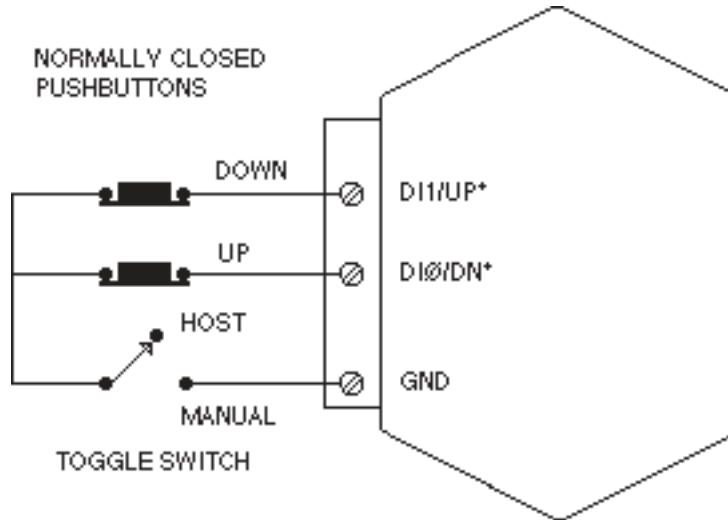 NORMALLY CLOSED
PUSHBUTTONS
DOWN
DI1/UP+
UP
DIØ/DN+
HOST
GND
MANUAL
TOGGLE SWITCH